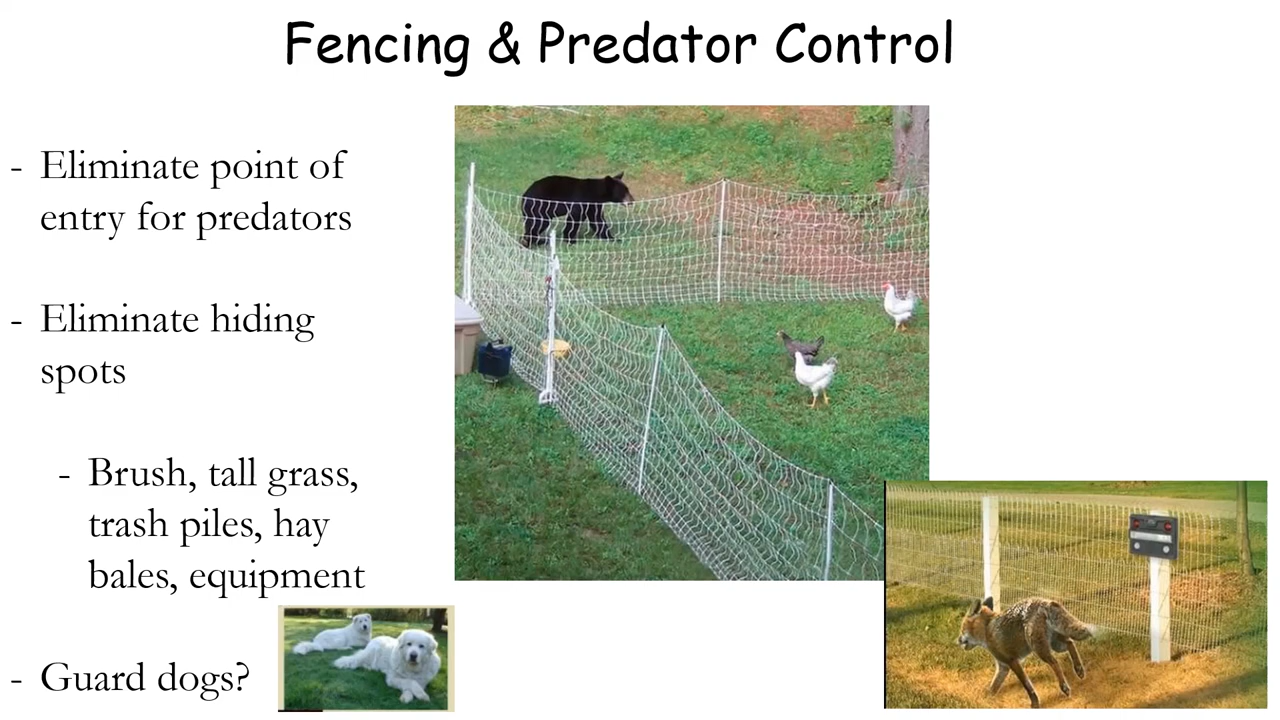 Fencing & Predator Control
- Eliminate point of
entry for predators
- Eliminate hiding
spots
- Brush, tall grass,
trash piles, hay
bales, equipment
- Guard dogs?